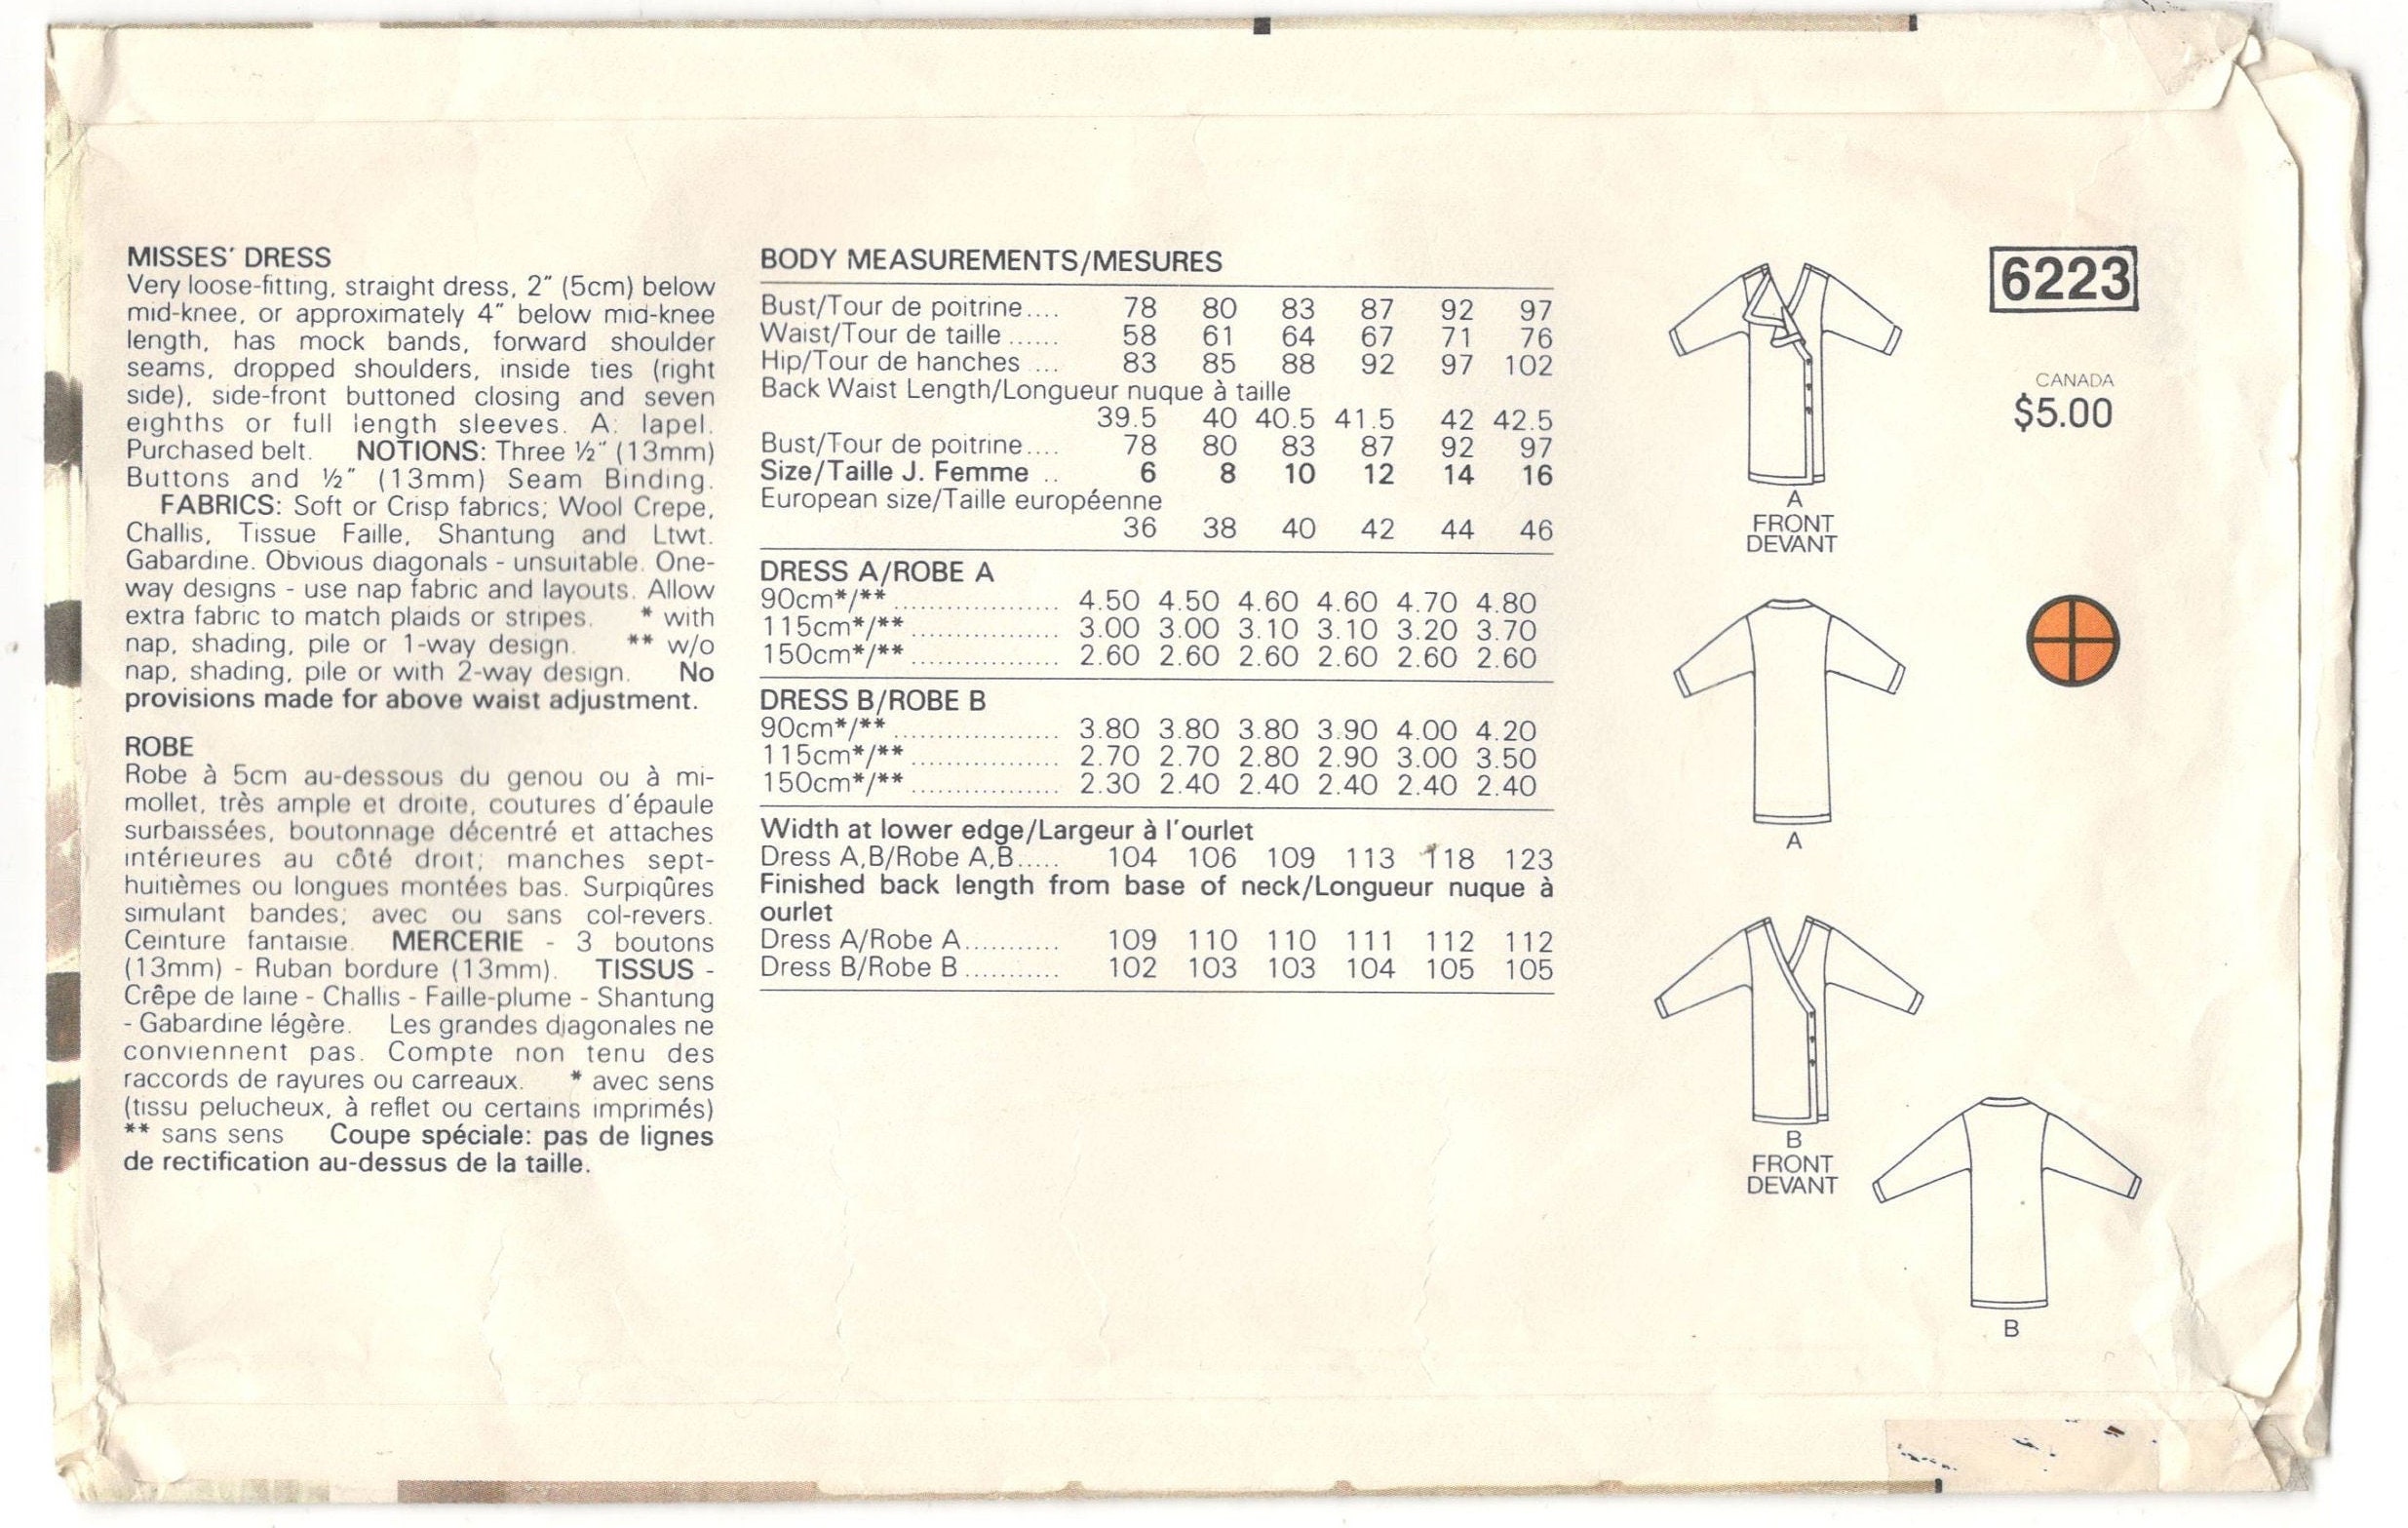 MISSES' DRESS
Very loose-fitting, straight dress, 2" (5cm) below
mid-knee, or approximately 4" below mid-knee
length, has mock bands, forward shoulder
seams, dropped shoulders, inside ties (right
side), side-front buttoned closing and seven
eighths or full length sleeves. A: lapel.
Purchased belt. NOTIONS: Three ½" (13mm)
Buttons and ½" (13mm) Seam Binding.
FABRICS: Soft or Crisp fabrics; Wool Crepe,
Challis, Tissue Faille, Shantung and Ltwt.
Gabardine. Obvious diagonals - unsuitable. One-
way designs - use nap fabric and layouts. Allow
extra fabric to match plaids or stripes. * with
nap, shading, pile or 1-way design. ** w/o
nap, shading, pile or with 2-way design. No
provisions made for above waist adjustment.
ROBE
Robe à 5cm au-dessous du genou ou à mi-
mollet, très ample et droite, coutures d'épaule
surbaissées, boutonnage décentré et attaches
intérieures au côté droit; manches sept-
huitièmes ou longues montées bas. Surpiqûres
simulant bandes; avec ou sans col-revers.
Ceinture fantaisie. MERCERIE - 3 boutons
(13mm) - Ruban bordure (13mm). TISSUS -
Crêpe de laine - Challis - Faille-plume - Shantung
- Gabardine légère. Les grandes diagonales ne
conviennent pas. Compte non tenu des
raccords de rayures ou carreaux. * avec sens
(tissu pelucheux, à reflet ou certains imprimés)
** sans sens Coupe spéciale: pas de lignes
de rectification au-dessus de la taille.
BODY MEASUREMENTS/MESURES
Bust/Tour de poitrine.... 78 80 83 87 92 97
Waist/Tour de taille ...... 58 61 64 67 71 76
Hip/Tour de hanches .... 83 85 88 92 97 102
Back Waist Length/Longueur nuque à taille
39.5 40 40.5 41.5 42 42.5
Bust/Tour de poitrine.... 78 80 83 87 92 97
Size/Taille J. Femme .. 6 8 10 12 14 16
European size/Taille européenne
36 38 40 42 44 46
DRESS A/ROBE A
90cm*/** ................... 4.50 4.50 4.60 4.60 4.70 4.80
115cm*/** ................. 3.00 3.00 3.10 3.10 3.20 3.70
150cm*/** ................. 2.60 2.60 2.60 2.60 2.60 2.60
DRESS B/ROBE B
90cm*/** ................... 3.80 3.80 3.80 3.90 4.00 4.20
115cm*/** ................. 2.70 2.70 2.80 2.90 3.00 3.50
150cm*/** ................. 2.30 2.40 2.40 2.40 2.40 2.40
Width at lower edge/Largeur à l'ourlet
Dress A,B/Robe A,B..... 104 106 109 113 118 123
Finished back length from base of neck/Longueur nuque à
ourlet
Dress A/Robe A........... 109 110 110 111 112 112
Dress B/Robe B........... 102 103 103 104 105 105
A
FRONT
DEVANT
A
B
FRONT
DEVANT
B
6223
CANADA
$5.00